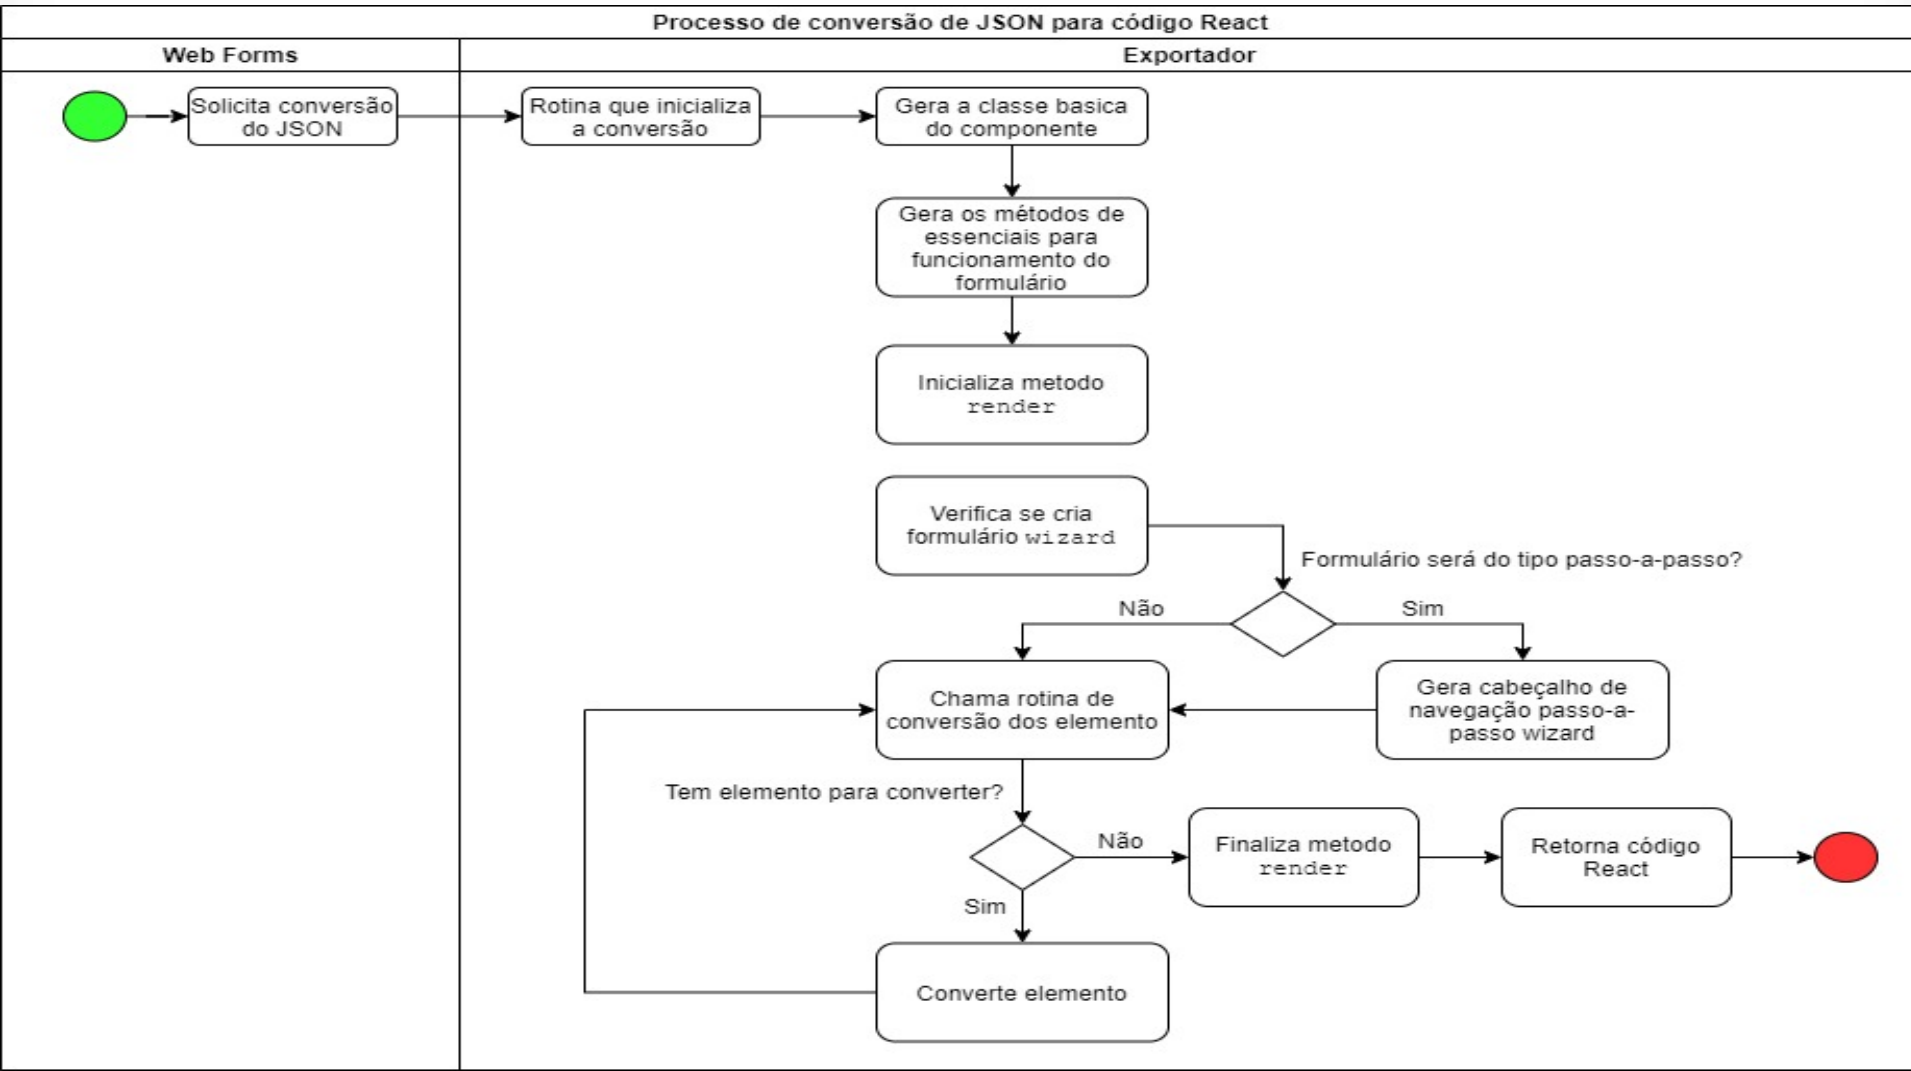 Processo de conversão de JSON para código React
Web Forms
Exportador
Solicita conversão
do JSON
Rotina que inicializa
a conversão
Gera a classe basica
do componente
Gera os métodos de
essenciais para
funcionamento do
formulário
Inicializa metodo
render
Verifica se cria
formulário wizard
Formulário será do tipo passo-a-passo?
Não
Sim
Chama rotina de
conversão dos elemento
Gera cabeçalho de
navegação passo-a-
passo wizard
Tem elemento para converter?
Não
Finaliza metodo
render
Retorna código
React
Sim
Converte elemento